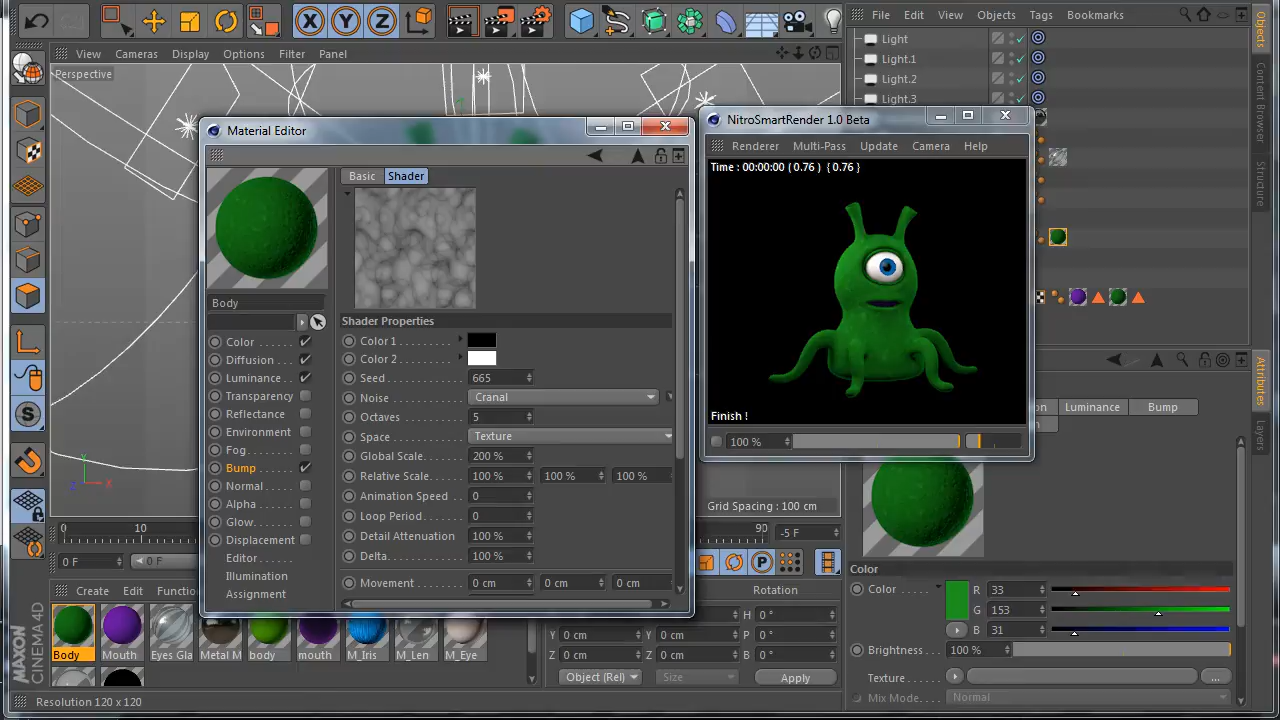 File Edit View Objects Tags Bookmarks
X Y Z
View Cameras Display Options Filter Panel
Perspective
Light
Light.1
Light.2
Light.3
Objects
Content Browser
Structure
Material Editor
Basic Shader
Body
Color
Diffusion
Luminance
Transparency
Reflectance
Environment
Fog
Bump
Normal
Alpha
Glow
Displacement
Editor
Illumination
Assignment
Shader Properties
Color 1
Color 2
Seed 665
Noise Cranal
Octaves 5
Space Texture
Global Scale 200 %
Relative Scale 100 % 100 % 100 %
Animation Speed 0
Loop Period 0
Detail Attenuation 100 %
Delta 100 %
Movement 0 cm 0 cm 0 cm
NitroSmartRender 1.0 Beta
Renderer Multi-Pass Update Camera Help
Time : 00:00:00 ( 0.76 ) { 0.76 }
Finish !
100 %
Grid Spacing : 100 cm
Y
Z X
0 10 90
0 F 0 F -5 F
P
Create Edit Functio
Body Mouth Eyes Gla Metal M body mouth M_Iris M_Len M_Eye
MAXON
CINEMA 4D
Resolution 120 x 120
Rotation
H 0 °
Y 0 cm Y 0 cm P 0 °
Z 0 cm Z 0 cm B 0 °
Object (Rel) Size Apply
Attributes
Layers
on Luminance Bump
n
Color
Color R 33
G 153
B 31
Brightness 100 %
Texture ...
Mix Mode Normal